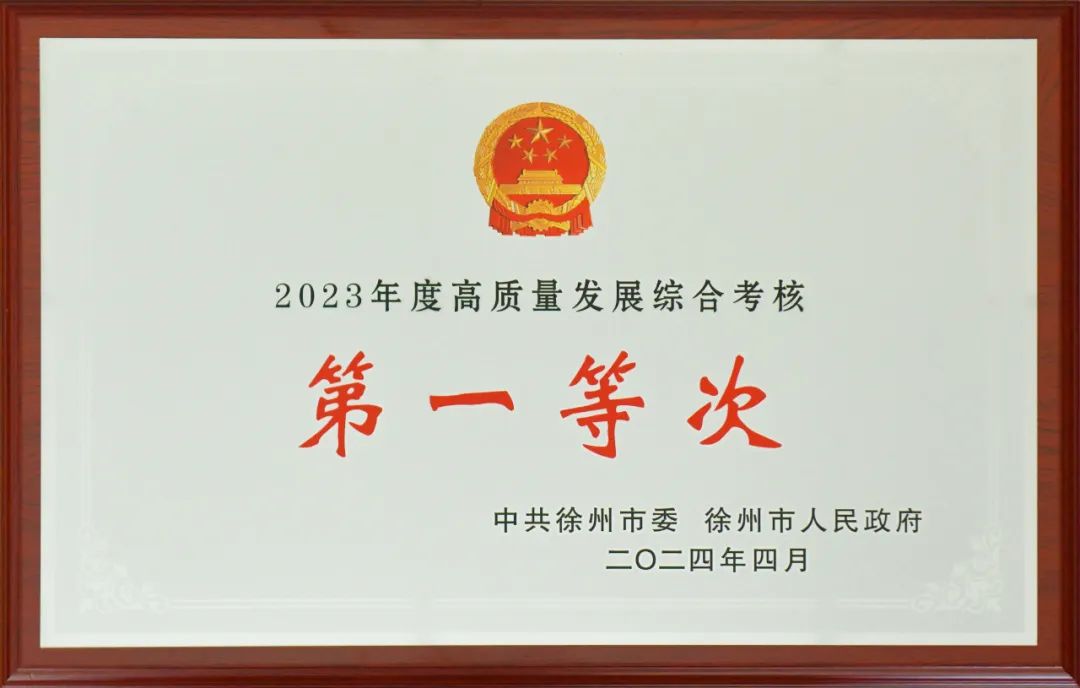 2023年度高质量发展综合考核
第一等次
中共徐州市委 徐州市人民政府
二〇二四年四月